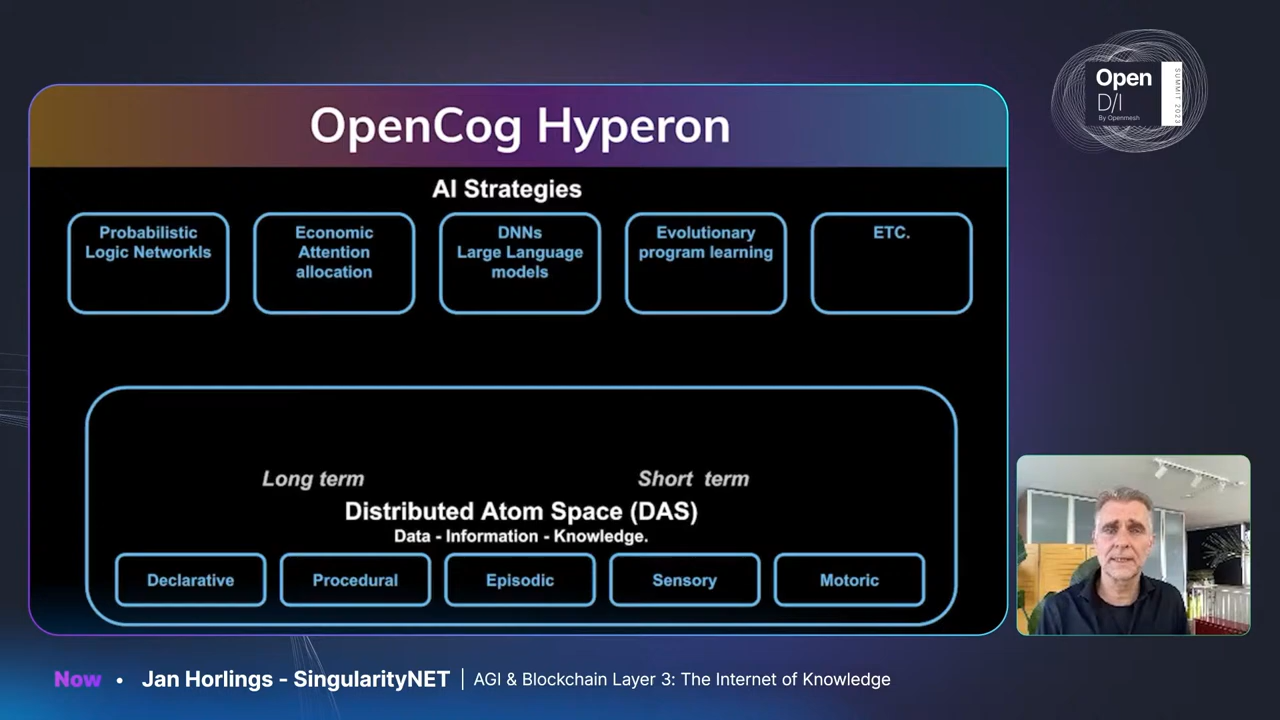 Open
D/I
By Openmesh
SUMMIT 2023
OpenCog Hyperon
AI Strategies
Probabilistic
Logic Networkls
Economic
Attention
allocation
DNNs
Large Language
models
Evolutionary
program learning
ETC.
Long term
Short term
Distributed Atom Space (DAS)
Data - Information - Knowledge.
Declarative
Procedural
Episodic
Sensory
Motoric
Now • Jan Horlings - SingularityNET | AGI & Blockchain Layer 3: The Internet of Knowledge